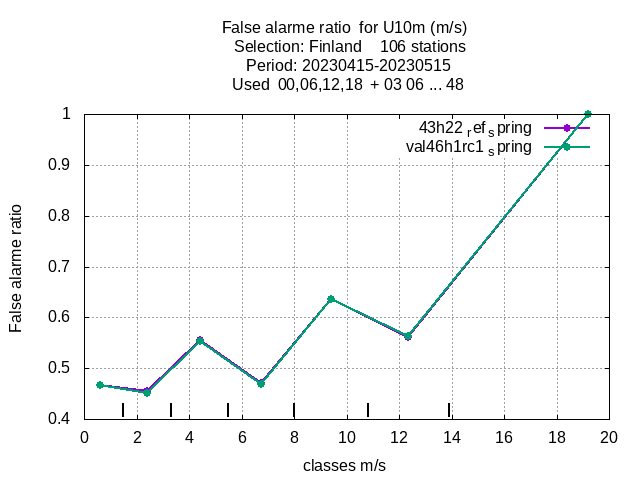 False alarme ratio for U10m (m/s)
Selection: Finland 106 stations
Period: 20230415-20230515
Used 00,06,12,18 + 03 06 ... 48
43h22 ref spring
val46h1rc1 spring
1
0.9
0.8
0.7
0.6
0.5
0.4
False alarme ratio
0 2 4 6 8 10 12 14 16 18 20
classes m/s